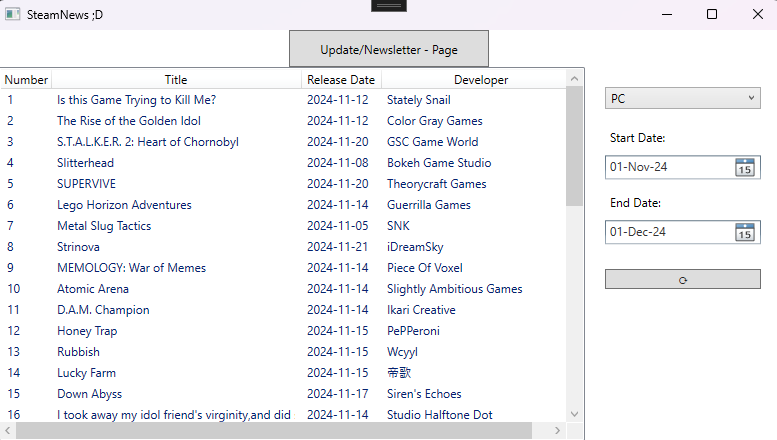 SteamNews ;D
Update/Newsletter - Page
Number Title Release Date Developer
1 Is this Game Trying to Kill Me? 2024-11-12 Stately Snail
2 The Rise of the Golden Idol 2024-11-12 Color Gray Games
3 S.T.A.L.K.E.R. 2: Heart of Chornobyl 2024-11-20 GSC Game World
4 Slitterhead 2024-11-08 Bokeh Game Studio
5 SUPERVIVE 2024-11-20 Theorycraft Games
6 Lego Horizon Adventures 2024-11-14 Guerrilla Games
7 Metal Slug Tactics 2024-11-05 SNK
8 Strinova 2024-11-21 iDreamSky
9 MEMOLOGY: War of Memes 2024-11-14 Piece Of Voxel
10 Atomic Arena 2024-11-14 Slightly Ambitious Games
11 D.A.M. Champion 2024-11-14 Ikari Creative
12 Honey Trap 2024-11-15 PePPeroni
13 Rubbish 2024-11-15 Wcyyl
14 Lucky Farm 2024-11-15 帝歌
15 Down Abyss 2024-11-17 Siren's Echoes
16 I took away my idol friend's virginity,and did 2024-11-14 Studio Halftone Dot
PC
Start Date:
01-Nov-24 15
End Date:
01-Dec-24 15